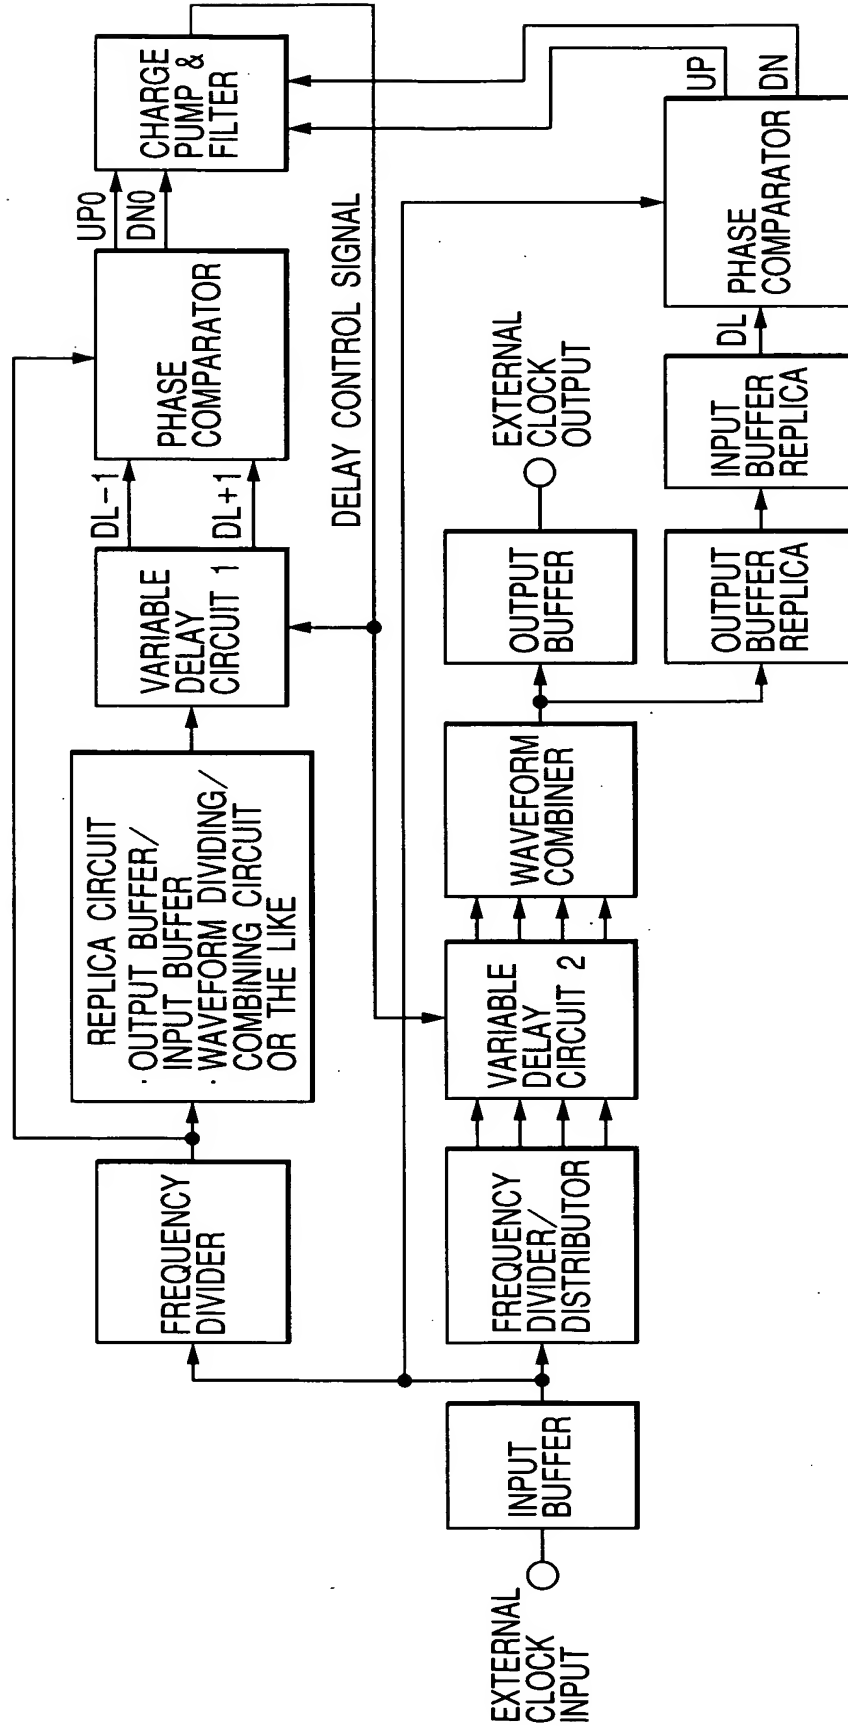 FREQUENCY
DIVIDER
REPLICA CIRCUIT
·OUTPUT BUFFER/
INPUT BUFFER
·WAVEFORM DIVIDING/
COMBINING CIRCUIT
OR THE LIKE
VARIABLE
DELAY
CIRCUIT 1
DL-1
DL+1
PHASE
COMPARATOR
UP0
DN0
CHARGE
PUMP &
FILTER
DELAY CONTROL SIGNAL
EXTERNAL
CLOCK
INPUT
INPUT
BUFFER
FREQUENCY
DIVIDER/
DISTRIBUTOR
VARIABLE
DELAY
CIRCUIT 2
WAVEFORM
COMBINER
OUTPUT
BUFFER
EXTERNAL
CLOCK
OUTPUT
OUTPUT
BUFFER
REPLICA
INPUT
BUFFER
REPLICA
DL
PHASE
COMPARATOR
UP
DN